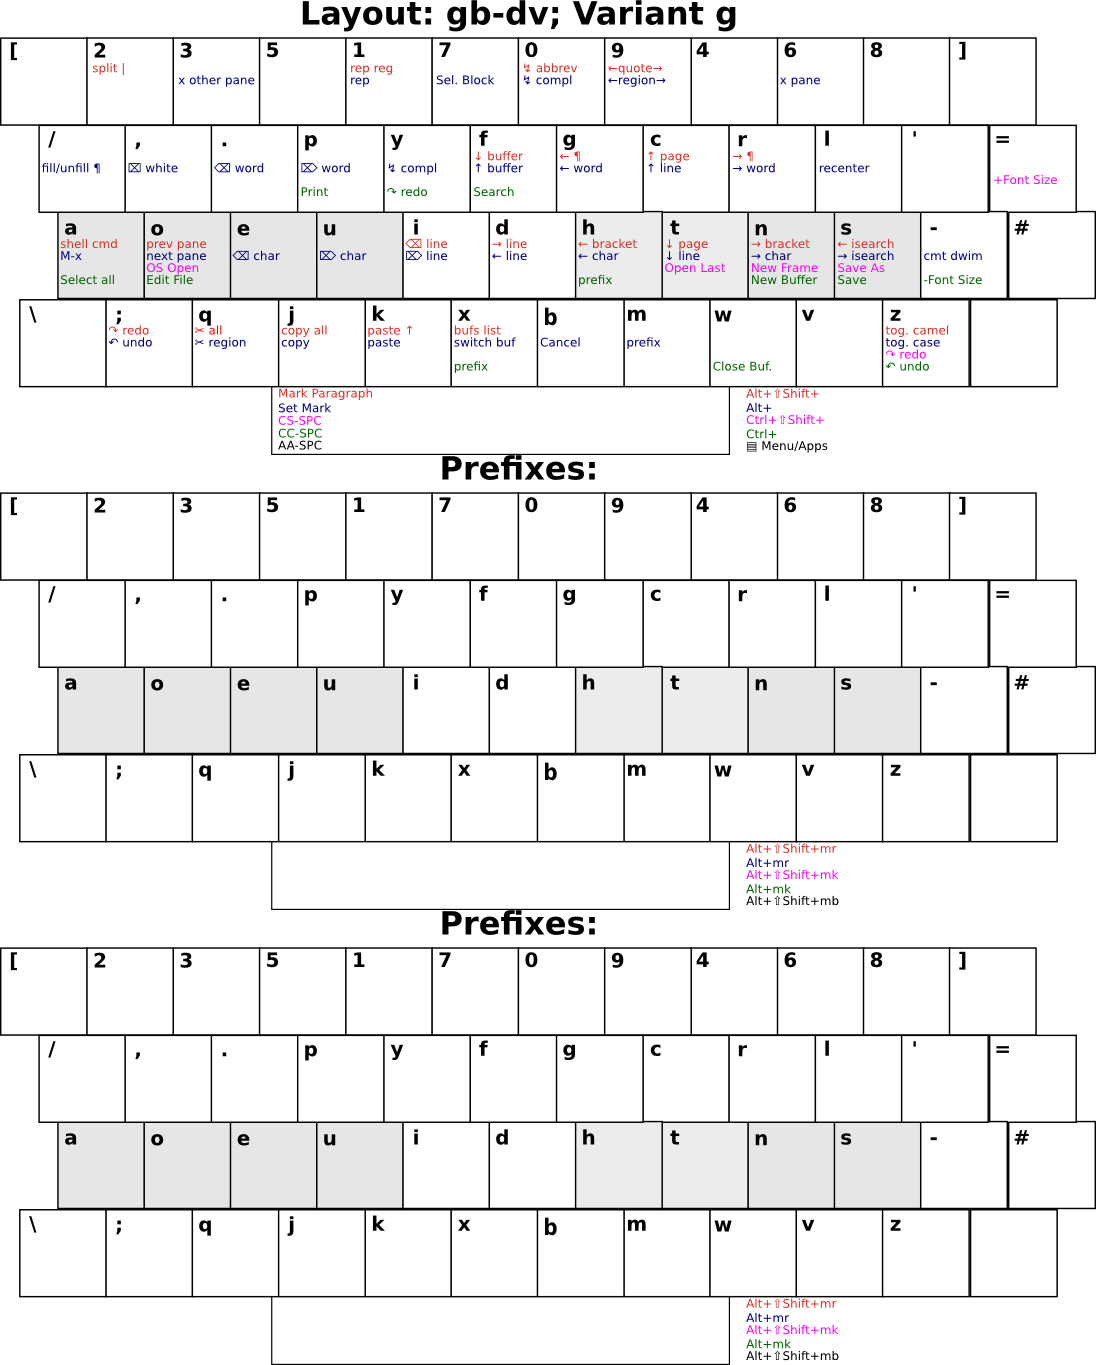 Layout: gb-dv; Variant g
[ 2 3 5 1 7 0 9 4 6 8 ]
split | rep reg ↯ abbrev ←quote→
x other pane rep Sel. Block ↯ compl ←region→ x pane
/ , . p y f g c r l ' =
↓ buffer ← ¶ ↑ page → ¶
fill/unfill ¶ ⌧ white ⌫ word ⌦ word ↯ compl ↑ buffer ← word ↑ line → word recenter
+Font Size
Print ↷ redo Search
a o e u i d h t n s - #
shell cmd prev pane ⌫ line → line ← bracket ↓ page → bracket ← isearch
M-x next pane ⌫ char ⌦ char ⌦ line ← line ← char ↓ line → char → isearch cmt dwim
OS Open Open Last New Frame Save As
Select all Edit File prefix New Buffer Save -Font Size
\ ; q j k x b m w v z
↷ redo ✂ all copy all paste ↑ bufs list tog. camel
↶ undo ✂ region copy paste switch buf Cancel prefix tog. case
↷ redo
prefix Close Buf. ↶ undo
Mark Paragraph Alt+⇧Shift+
Set Mark Alt+
CS-SPC Ctrl+⇧Shift+
CC-SPC Ctrl+
AA-SPC ▤ Menu/Apps
Prefixes:
[ 2 3 5 1 7 0 9 4 6 8 ]
/ , . p y f g c r l ' =
a o e u i d h t n s - #
\ ; q j k x b m w v z
Alt+⇧Shift+mr
Alt+mr
Alt+⇧Shift+mk
Alt+mk
Alt+⇧Shift+mb
Prefixes:
[ 2 3 5 1 7 0 9 4 6 8 ]
/ , . p y f g c r l ' =
a o e u i d h t n s - #
\ ; q j k x b m w v z
Alt+⇧Shift+mr
Alt+mr
Alt+⇧Shift+mk
Alt+mk
Alt+⇧Shift+mb